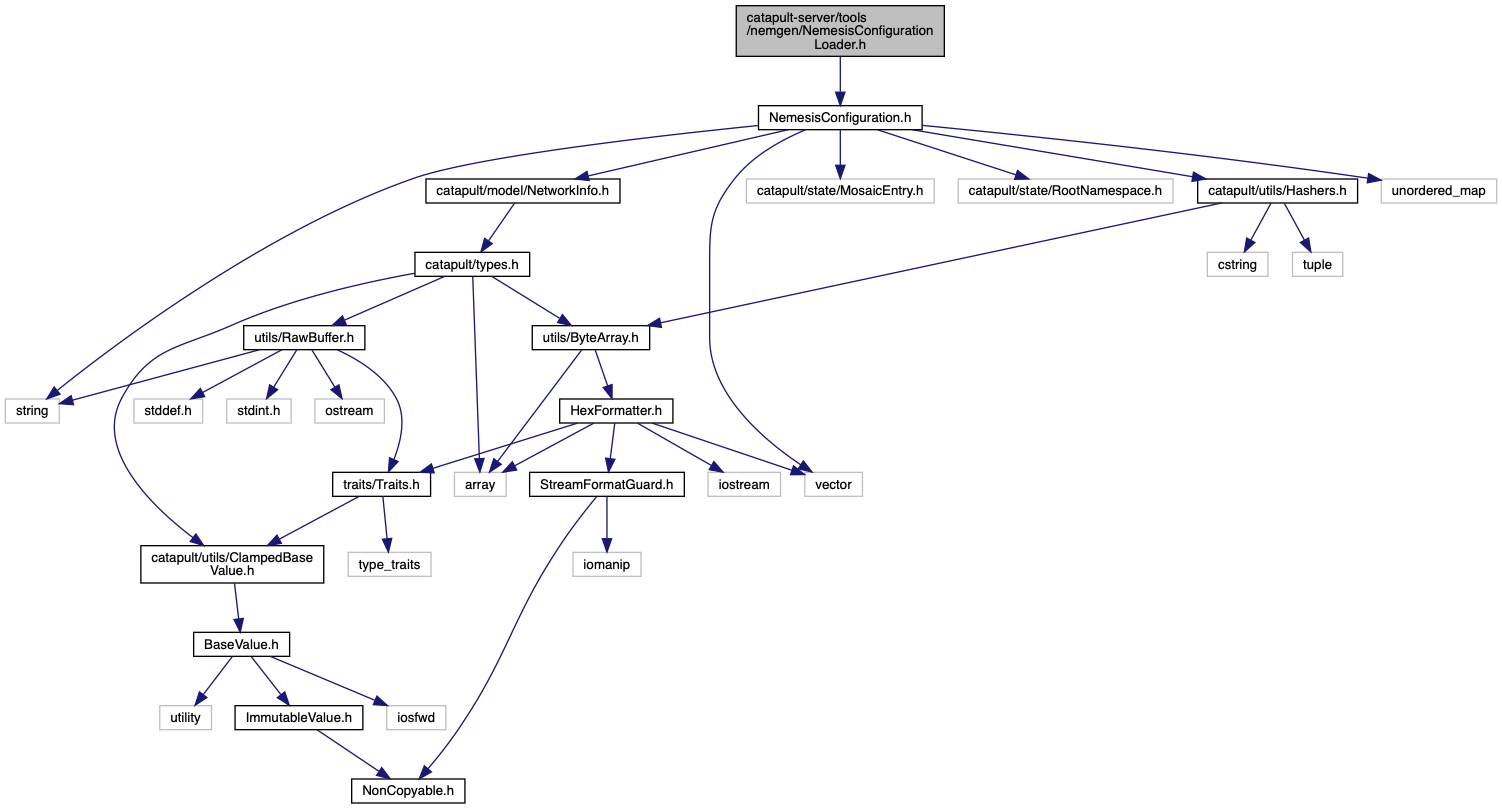 catapult-server/tools
/nemgen/NemesisConfiguration
Loader.h
NemesisConfiguration.h
catapult/model/NetworkInfo.h
catapult/state/MosaicEntry.h
catapult/state/RootNamespace.h
catapult/utils/Hashers.h
unordered_map
catapult/types.h
cstring
tuple
utils/RawBuffer.h
utils/ByteArray.h
string
stddef.h
stdint.h
ostream
HexFormatter.h
traits/Traits.h
array
StreamFormatGuard.h
iostream
vector
catapult/utils/ClampedBase
Value.h
type_traits
iomanip
BaseValue.h
utility
ImmutableValue.h
iosfwd
NonCopyable.h